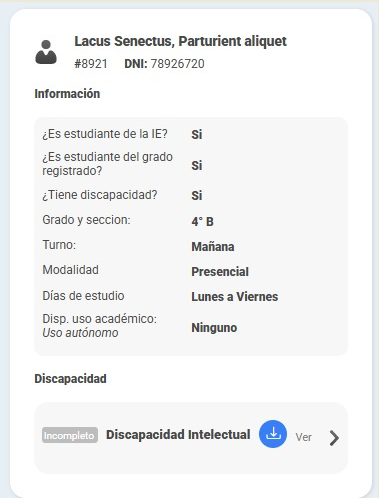 Lacus Senectus, Parturient aliquet
#8921 DNI: 78926720
Información
¿Es estudiante de la IE? Si
¿Es estudiante del grado
registrado? Si
¿Tiene discapacidad? Si
Grado y seccion: 4° B
Turno: Mañana
Modalidad Presencial
Días de estudio Lunes a Viernes
Disp. uso académico:
Uso autónomo Ninguno
Discapacidad
Incompleto Discapacidad Intelectual Ver